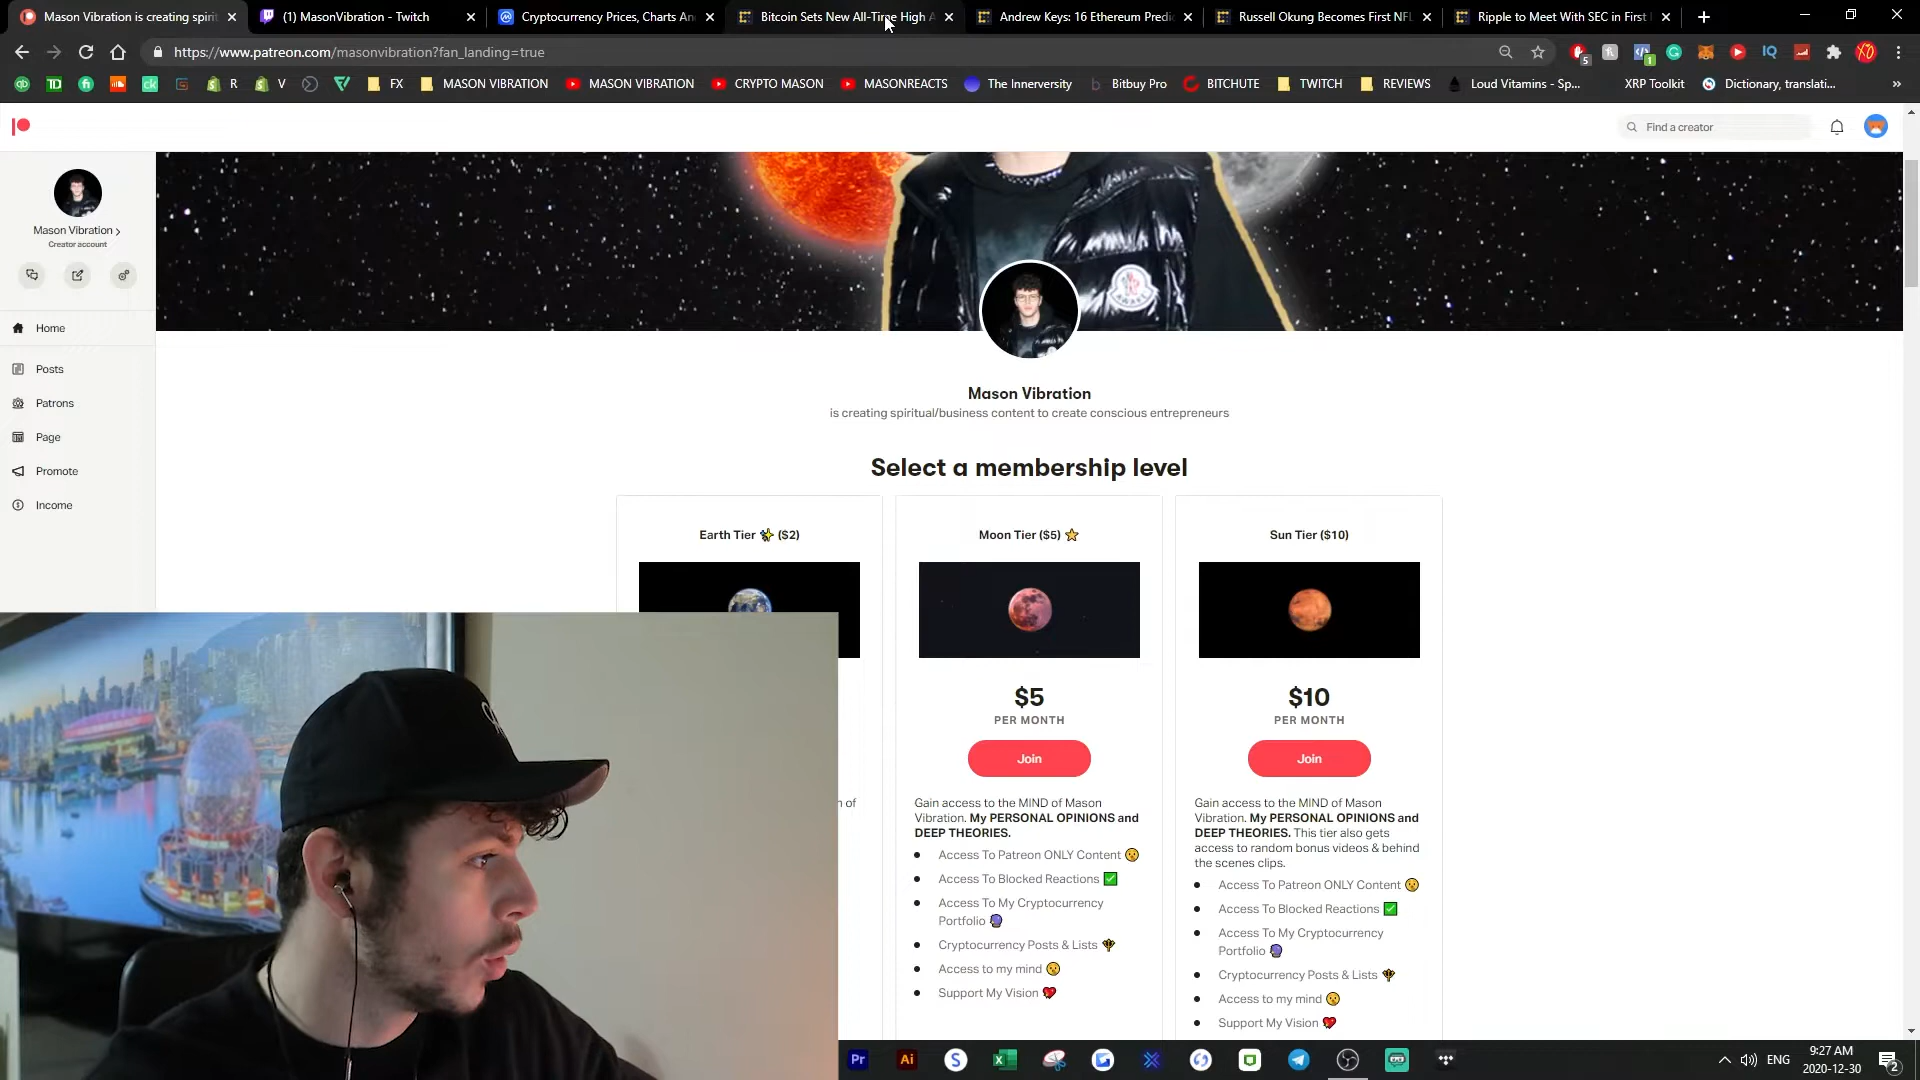 Mason Vibration is creating spirit
(1) MasonVibration - Twitch
Cryptocurrency Prices, Charts An
Bitcoin Sets New All-Time High A
Andrew Keys: 16 Ethereum Predi
Russell Okung Becomes First NFL
Ripple to Meet With SEC in First
https://www.patreon.com/masonvibration?fan_landing=true
5
1
IQ
R
V
FX
MASON VIBRATION
MASON VIBRATION
CRYPTO MASON
MASONREACTS
The Innerversity
Bitbuy Pro
BITCHUTE
TWITCH
REVIEWS
Loud Vitamins - Sp...
XRP Toolkit
Dictionary, translati...
Find a creator
Mason Vibration
Creator account
Home
Posts
Patrons
Page
Promote
Income
Mason Vibration
is creating spiritual/business content to create conscious entrepreneurs
Select a membership level
Earth Tier ✨ ($2)
n of
Moon Tier ($5) ⭐
$5
PER MONTH
Join
Gain access to the MIND of Mason
Vibration. My PERSONAL OPINIONS and
DEEP THEORIES.
Access To Patreon ONLY Content
Access To Blocked Reactions
Access To My Cryptocurrency
Portfolio
Cryptocurrency Posts & Lists
Access to my mind
Support My Vision
Sun Tier ($10)
$10
PER MONTH
Join
Gain access to the MIND of Mason
Vibration. My PERSONAL OPINIONS and
DEEP THEORIES. This tier also gets
access to random bonus videos & behind
the scenes clips.
Access To Patreon ONLY Content
Access To Blocked Reactions
Access To My Cryptocurrency
Portfolio
Cryptocurrency Posts & Lists
Access to my mind
Support My Vision
Pr
Ai
S
ENG
9:27 AM
2020-12-30
2